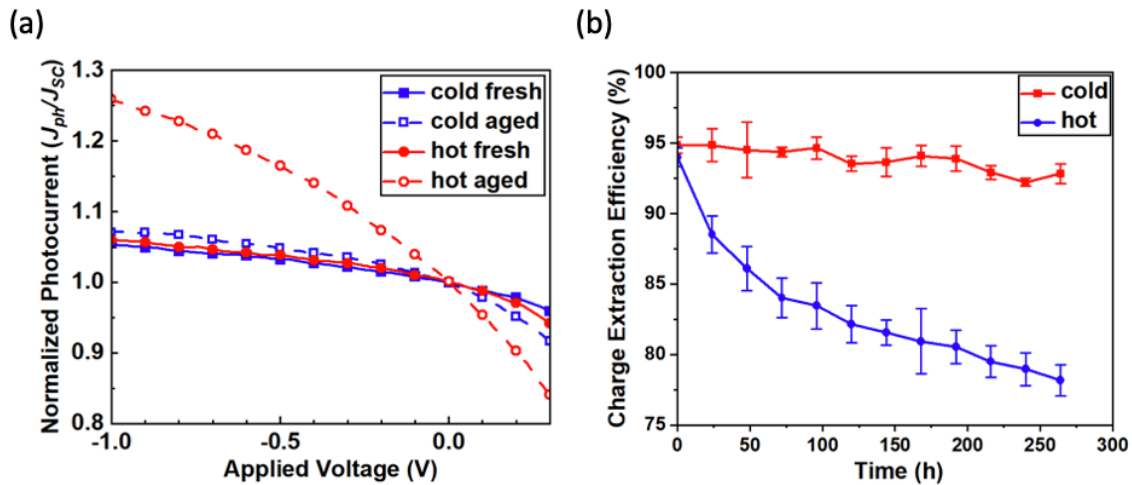 (a)
Normalized Photocurrent (Jph/JSC)
1.3
1.2
1.1
1.0
0.9
0.8
-1.0
-0.5
0.0
Applied Voltage (V)
cold fresh
cold aged
hot fresh
hot aged
(b)
Charge Extraction Efficiency (%)
100
95
90
85
80
75
0
50
100
150
200
250
300
Time (h)
cold
hot